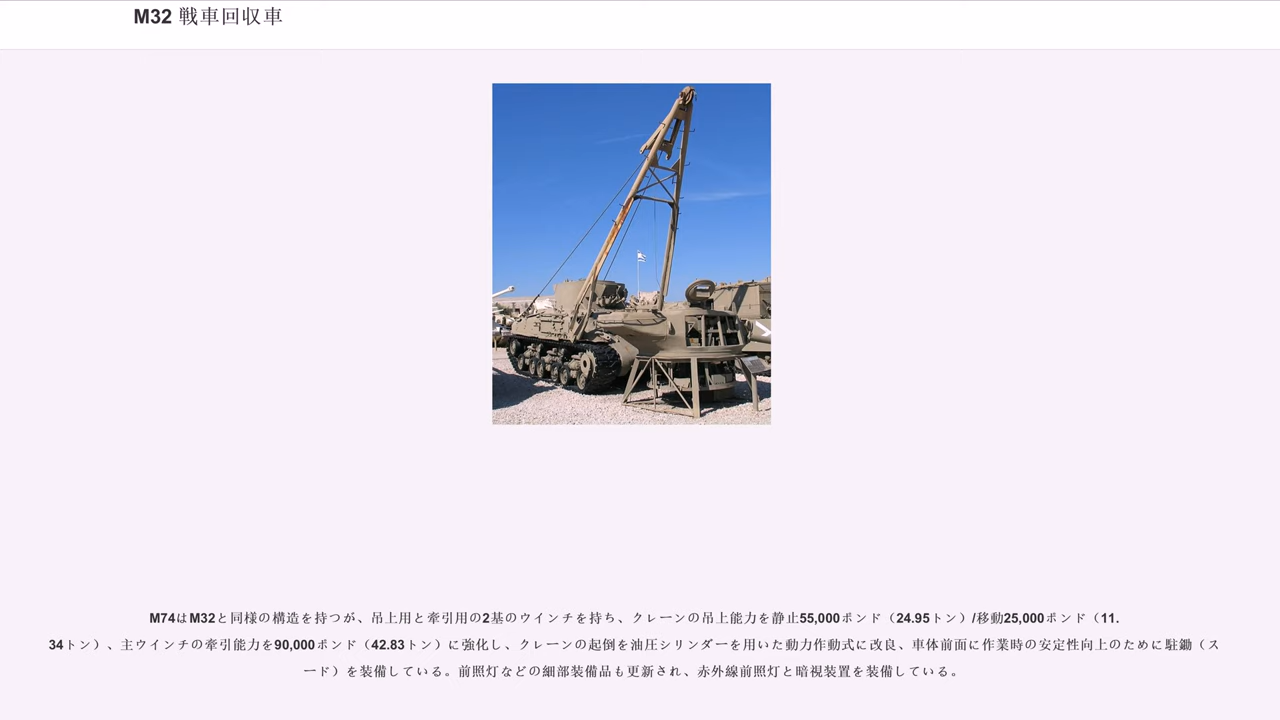 M32 戦車回収車
M74はM32と同様の構造を持つが、吊上用と牽引用の2基のウインチを持ち、クレーンの吊上能力を静止55,000ポンド（24.95トン）/移動25,000ポンド（11.
34トン）、主ウインチの牽引能力を90,000ポンド（42.83トン）に強化し、クレーンの起倒を油圧シリンダーを用いた動力作動式に改良、車体前面に作業時の安定性向上のために駐鋤（ス
ード）を装備している。前照灯などの細部装備品も更新され、赤外線前照灯と暗視装置を装備している。